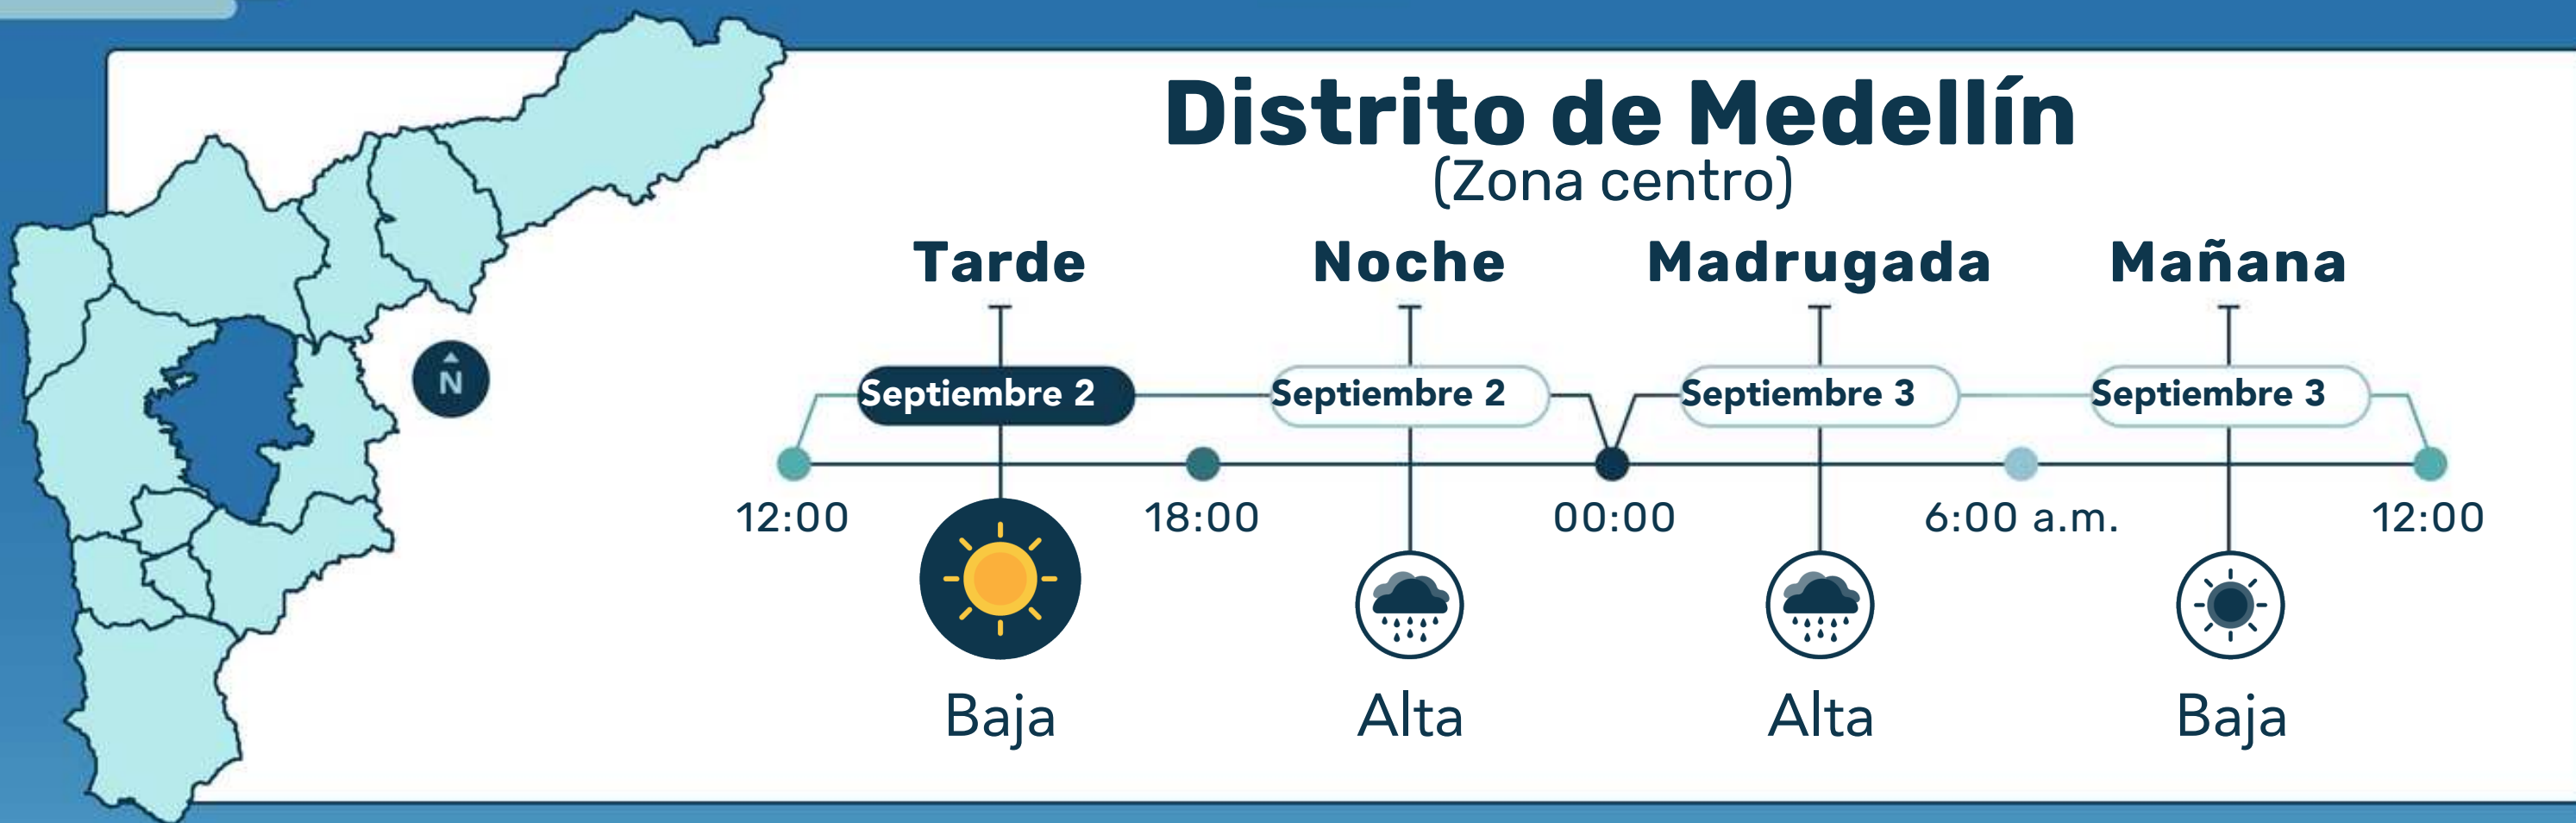 Distrito de Medellín
(Zona centro)
Tarde Noche Madrugada Mañana
N
Septiembre 2 Septiembre 2 Septiembre 3 Septiembre 3
12:00 18:00 00:00 6:00 a.m. 12:00
Baja Alta Alta Baja